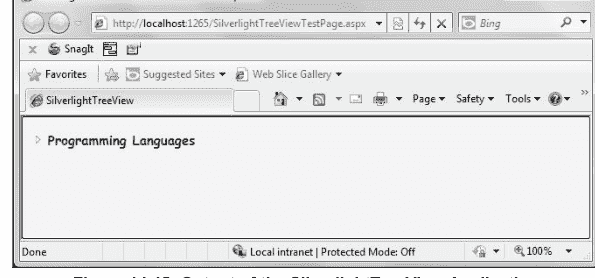 http://localhost:1265/SilverlightTreeViewTestPage.aspx
Bing
x SnagIt
Favorites Suggested Sites Web Slice Gallery
SilverlightTreeView Page Safety Tools »
Programming Languages
Done Local intranet | Protected Mode: Off 100%